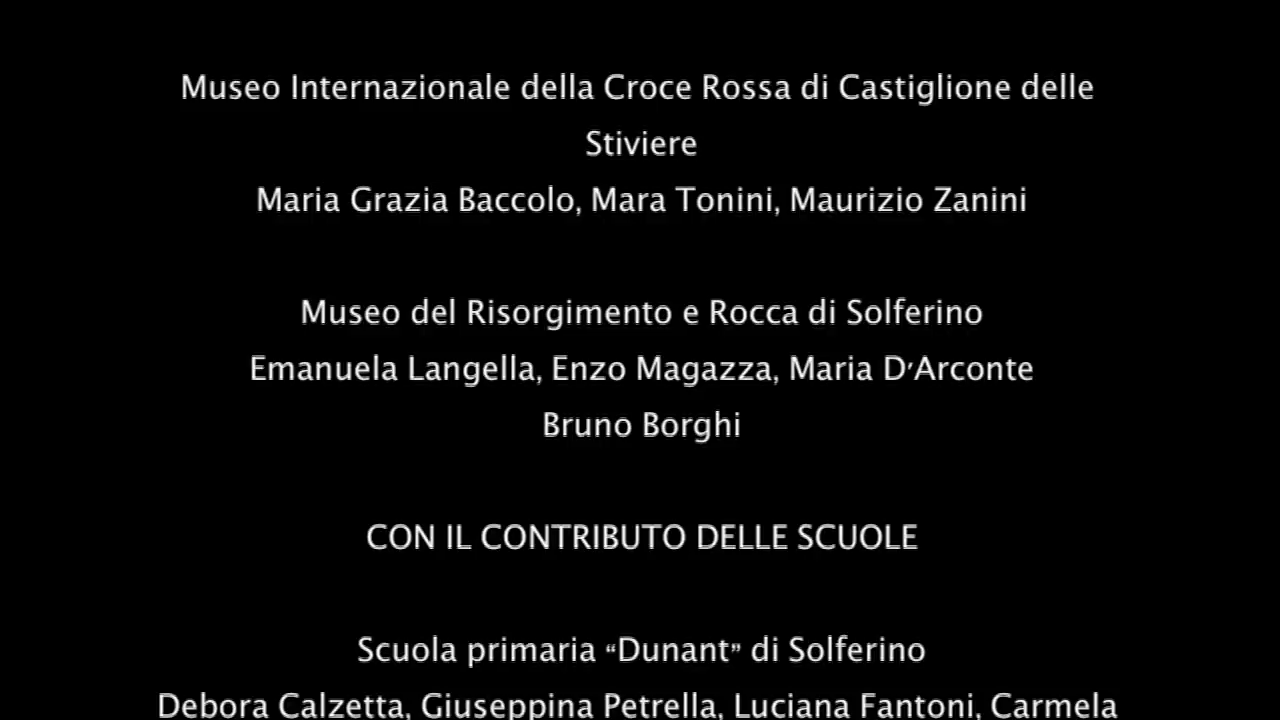 Museo Internazionale della Croce Rossa di Castiglione delle
Stiviere
Maria Grazia Baccolo, Mara Tonini, Maurizio Zanini
Museo del Risorgimento e Rocca di Solferino
Emanuela Langella, Enzo Magazza, Maria D'Arconte
Bruno Borghi
CON IL CONTRIBUTO DELLE SCUOLE
Scuola primaria “Dunant” di Solferino
Debora Calzetta, Giuseppina Petrella, Luciana Fantoni, Carmela